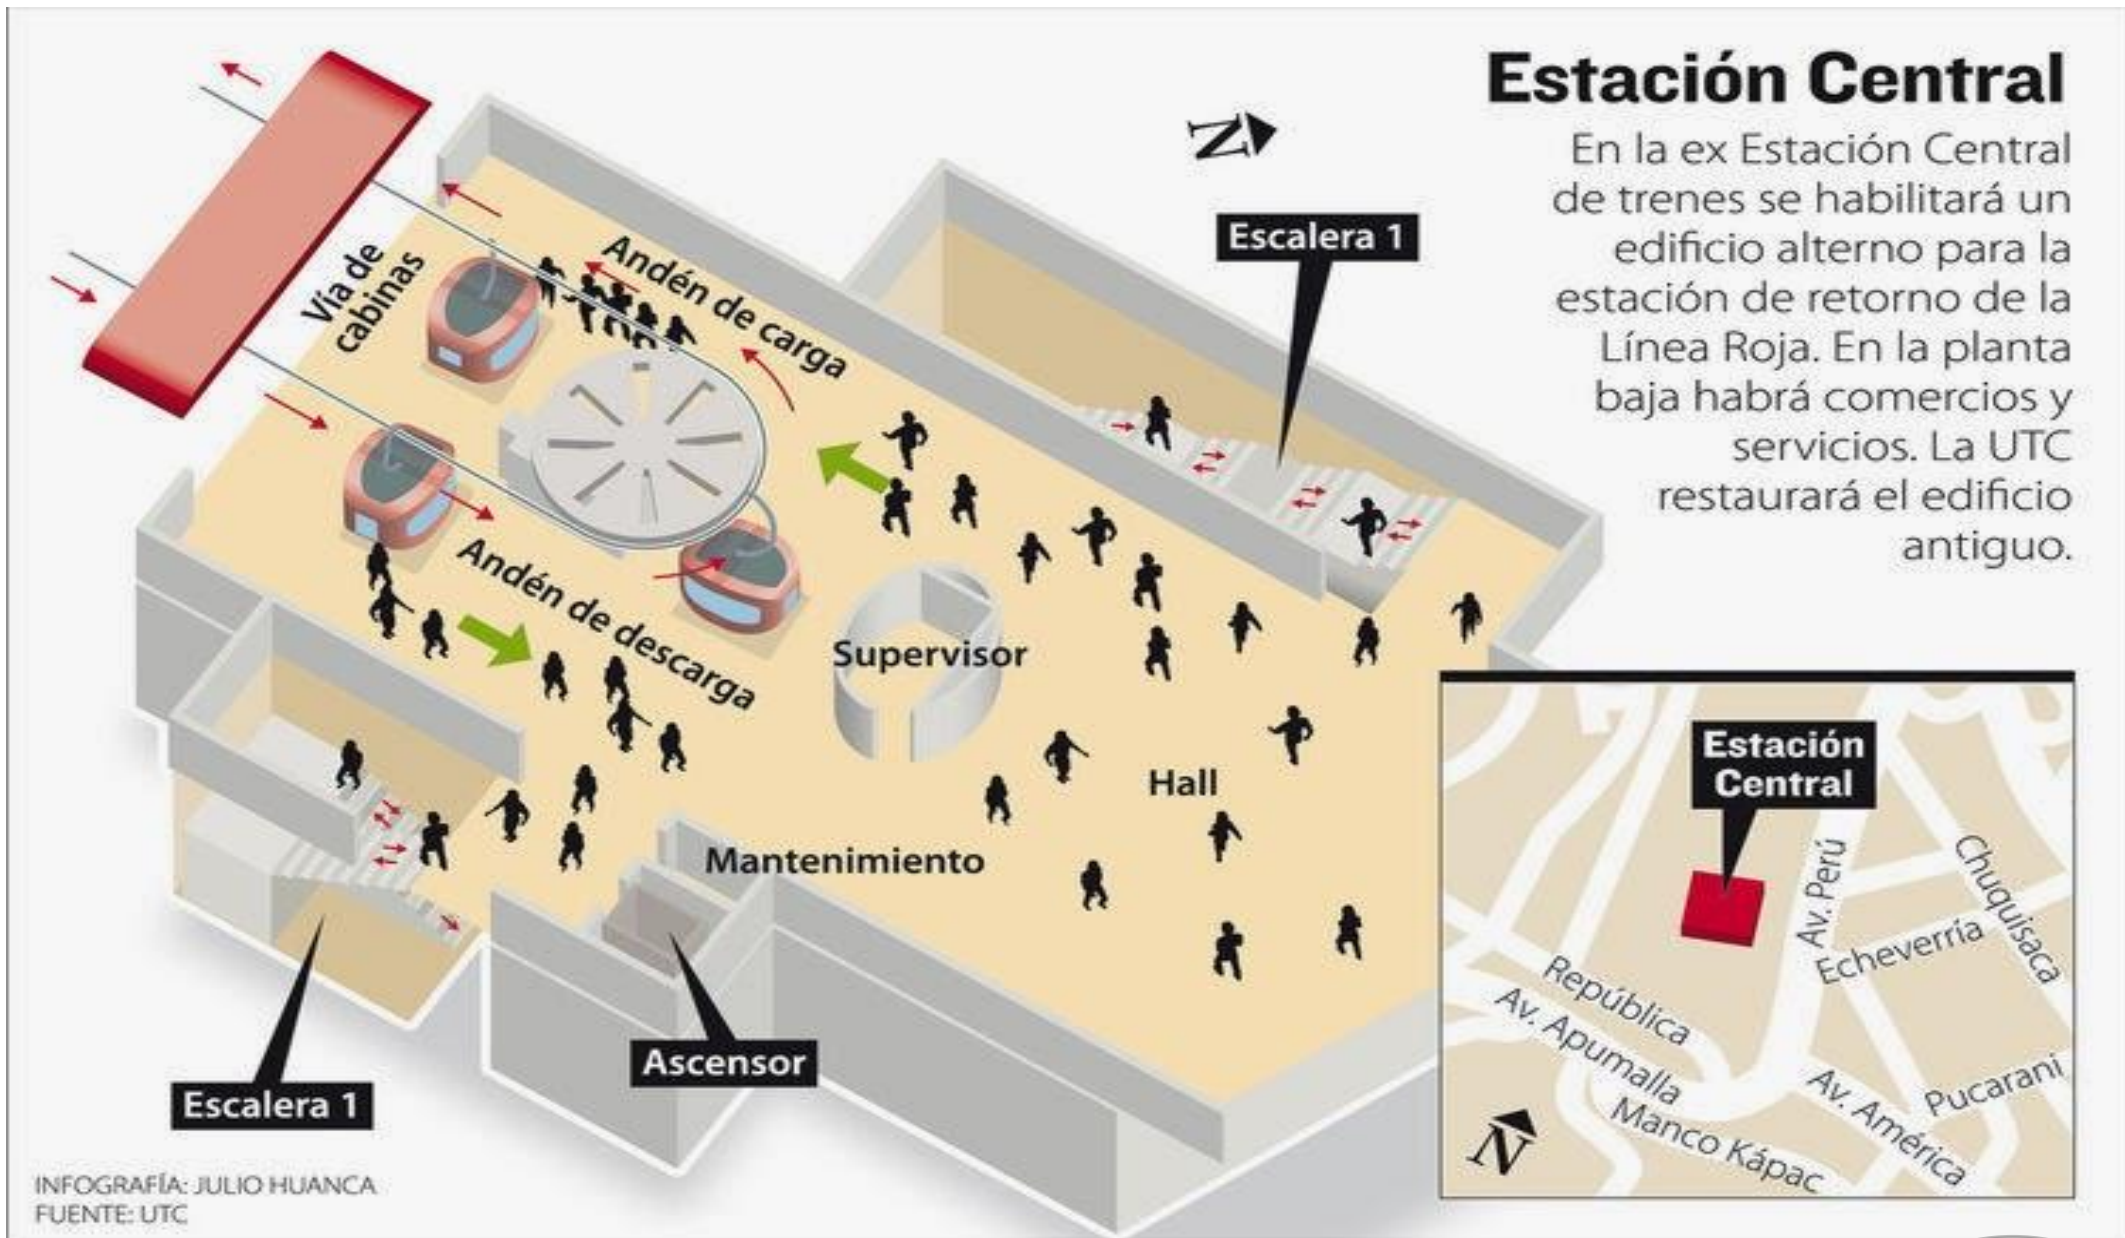 Estación Central
En la ex Estación Central
de trenes se habilitará un
edificio alterno para la
estación de retorno de la
Línea Roja. En la planta
baja habrá comercios y
servicios. La UTC
restaurará el edificio
antiguo.
N
Escalera 1
Vía de
cabinas
Andén de carga
Andén de descarga
Supervisor
Hall
Mantenimiento
Ascensor
Escalera 1
Estación
Central
Av. Perú
Chuquisaca
Echeverría
República
Av. Apumalla
Manco Kápac
Av. América
Pucarani
N
INFOGRAFÍA: JULIO HUANCA
FUENTE: UTC